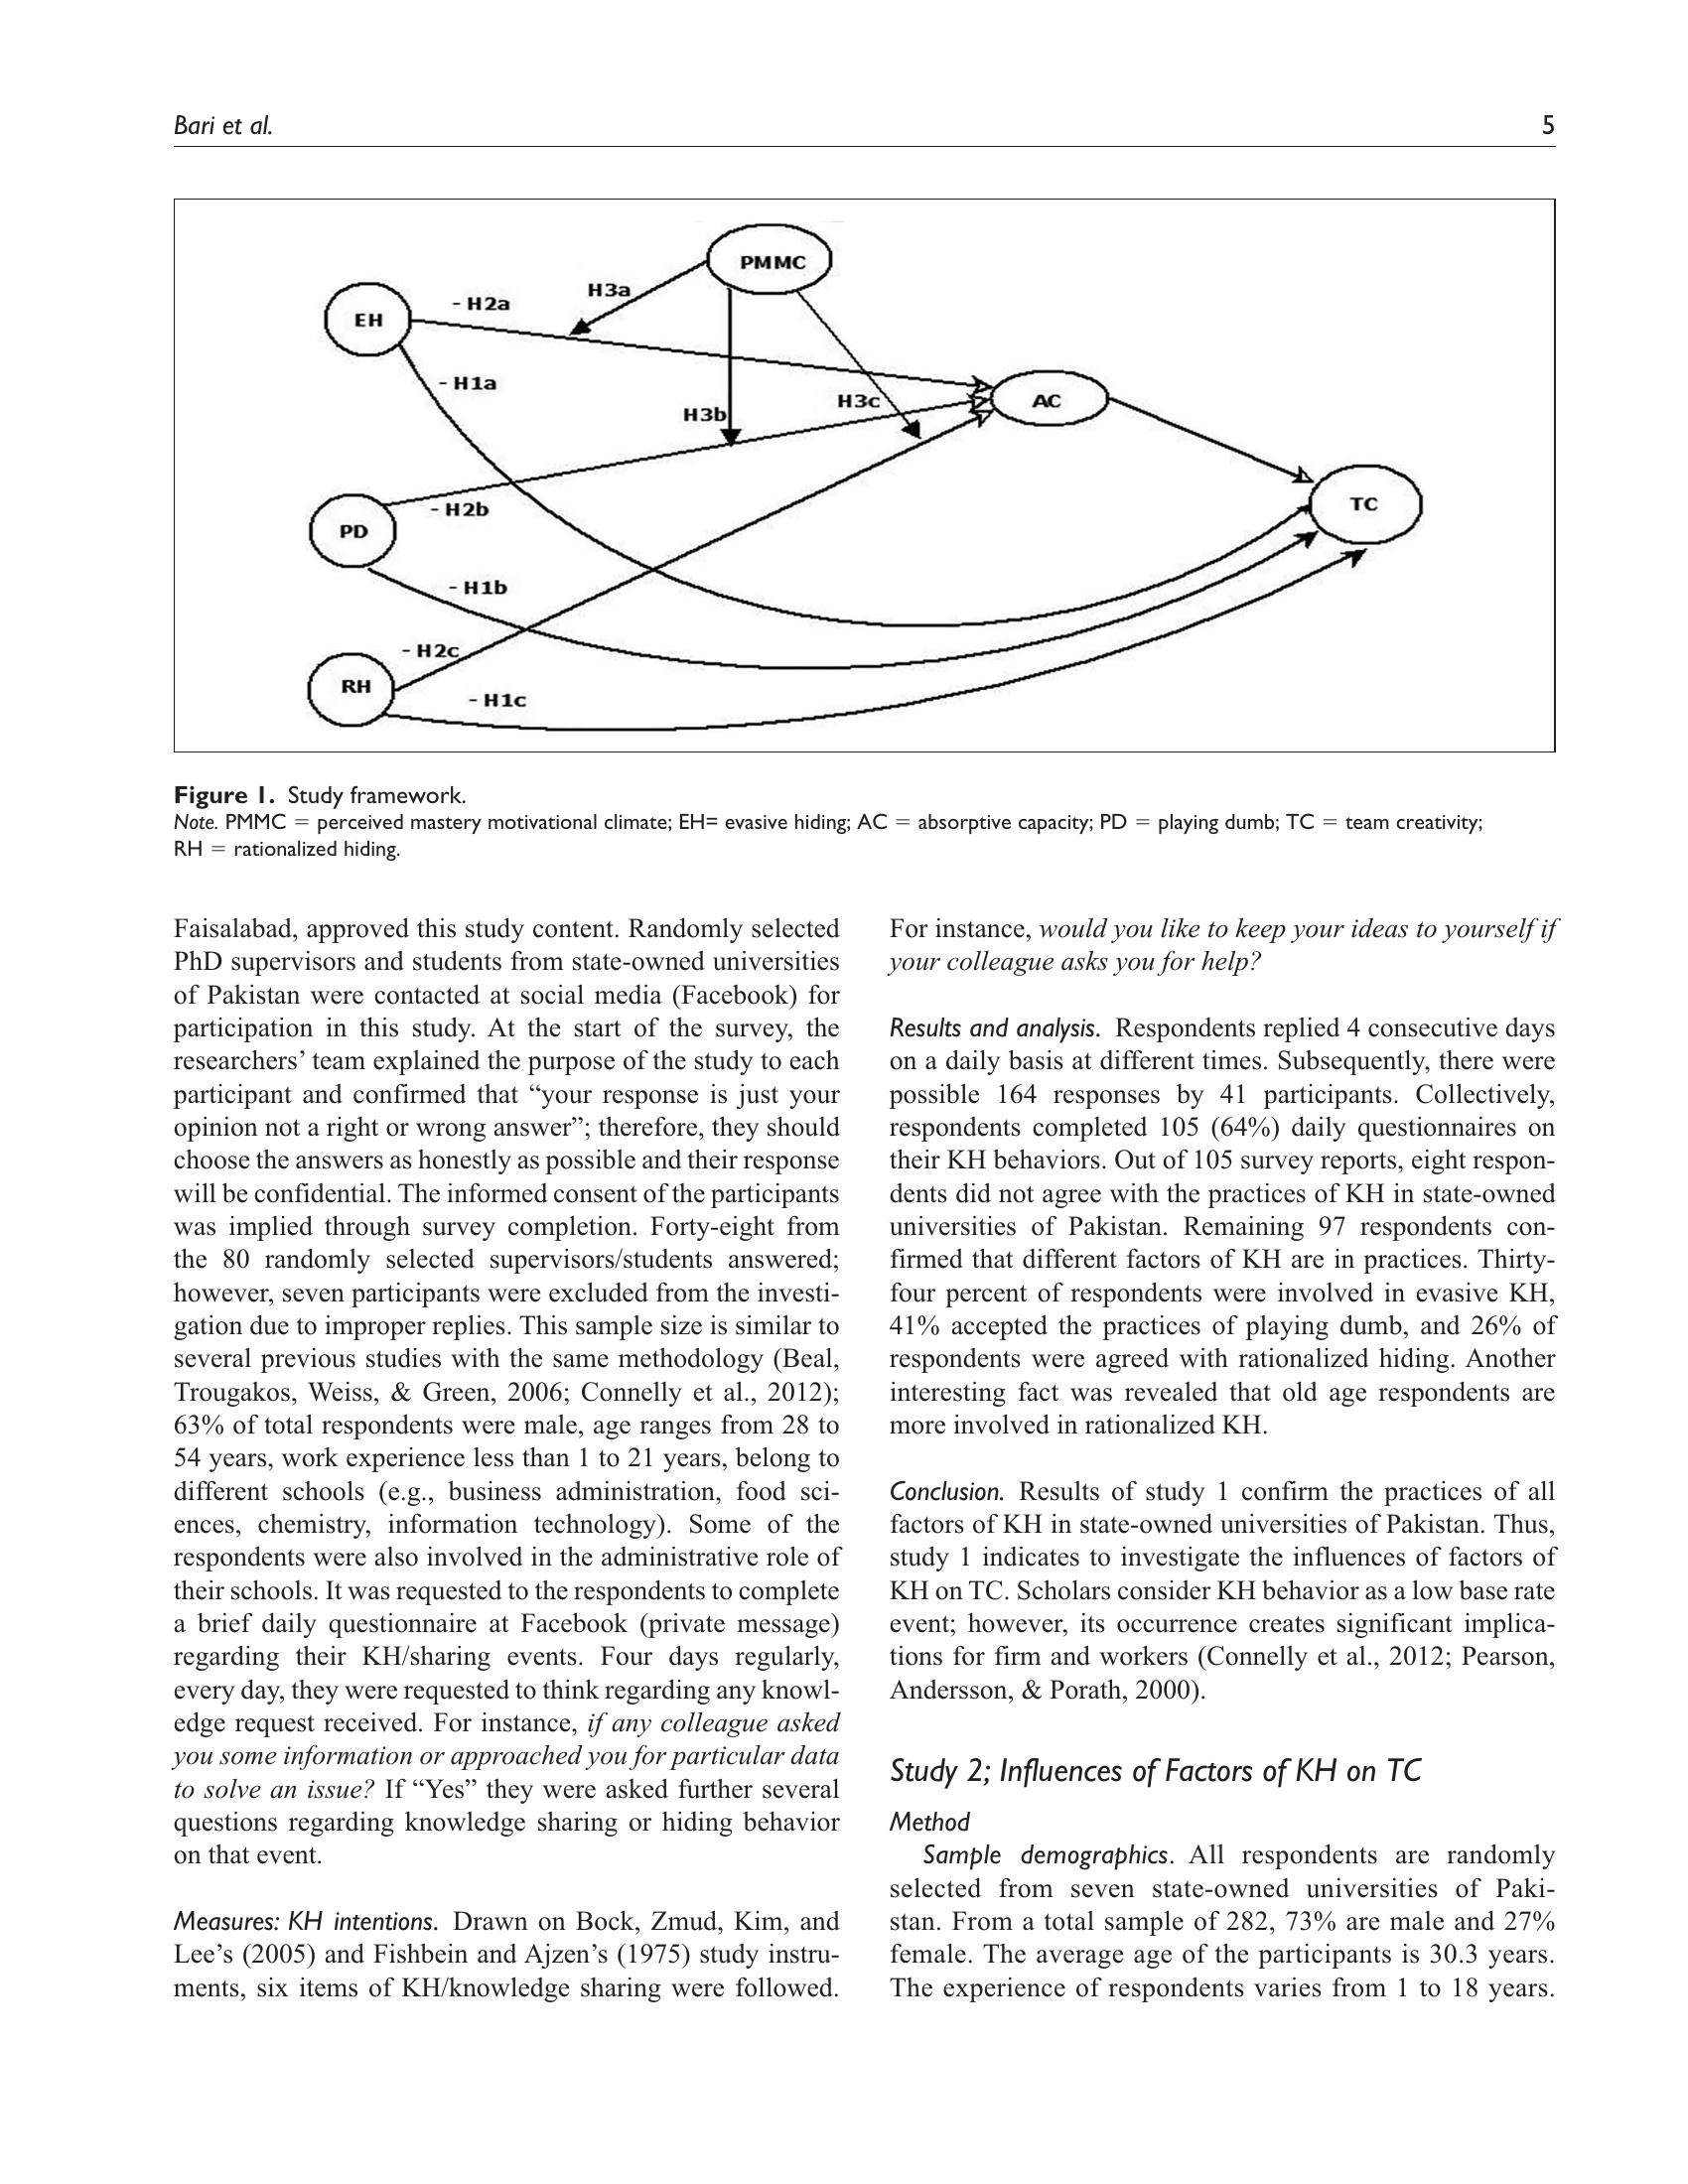 Bari et al.
5
PMMC
H3a
- H2a
EH
- H1a
H3c
AC
H3b
TC
- H2b
PD
- H1b
- H2c
RH
- H1c
Figure 1. Study framework.
Note. PMMC = perceived mastery motivational climate; EH= evasive hiding; AC = absorptive capacity; PD = playing dumb; TC = team creativity;
RH = rationalized hiding.
Faisalabad, approved this study content. Randomly selected
PhD supervisors and students from state-owned universities
of Pakistan were contacted at social media (Facebook) for
participation in this study. At the start of the survey, the
researchers’ team explained the purpose of the study to each
participant and confirmed that “your response is just your
opinion not a right or wrong answer”; therefore, they should
choose the answers as honestly as possible and their response
will be confidential. The informed consent of the participants
was implied through survey completion. Forty-eight from
the 80 randomly selected supervisors/students answered;
however, seven participants were excluded from the investi-
gation due to improper replies. This sample size is similar to
several previous studies with the same methodology (Beal,
Trougakos, Weiss, & Green, 2006; Connelly et al., 2012);
63% of total respondents were male, age ranges from 28 to
54 years, work experience less than 1 to 21 years, belong to
different schools (e.g., business administration, food sci-
ences, chemistry, information technology). Some of the
respondents were also involved in the administrative role of
their schools. It was requested to the respondents to complete
a brief daily questionnaire at Facebook (private message)
regarding their KH/sharing events. Four days regularly,
every day, they were requested to think regarding any knowl-
edge request received. For instance, if any colleague asked
you some information or approached you for particular data
to solve an issue? If “Yes” they were asked further several
questions regarding knowledge sharing or hiding behavior
on that event.
Measures: KH intentions. Drawn on Bock, Zmud, Kim, and
Lee’s (2005) and Fishbein and Ajzen’s (1975) study instru-
ments, six items of KH/knowledge sharing were followed.
For instance, would you like to keep your ideas to yourself if
your colleague asks you for help?
Results and analysis. Respondents replied 4 consecutive days
on a daily basis at different times. Subsequently, there were
possible 164 responses by 41 participants. Collectively,
respondents completed 105 (64%) daily questionnaires on
their KH behaviors. Out of 105 survey reports, eight respon-
dents did not agree with the practices of KH in state-owned
universities of Pakistan. Remaining 97 respondents con-
firmed that different factors of KH are in practices. Thirty-
four percent of respondents were involved in evasive KH,
41% accepted the practices of playing dumb, and 26% of
respondents were agreed with rationalized hiding. Another
interesting fact was revealed that old age respondents are
more involved in rationalized KH.
Conclusion. Results of study 1 confirm the practices of all
factors of KH in state-owned universities of Pakistan. Thus,
study 1 indicates to investigate the influences of factors of
KH on TC. Scholars consider KH behavior as a low base rate
event; however, its occurrence creates significant implica-
tions for firm and workers (Connelly et al., 2012; Pearson,
Andersson, & Porath, 2000).
Study 2; Influences of Factors of KH on TC
Method
Sample demographics. All respondents are randomly
selected from seven state-owned universities of Paki-
stan. From a total sample of 282, 73% are male and 27%
female. The average age of the participants is 30.3 years.
The experience of respondents varies from 1 to 18 years.